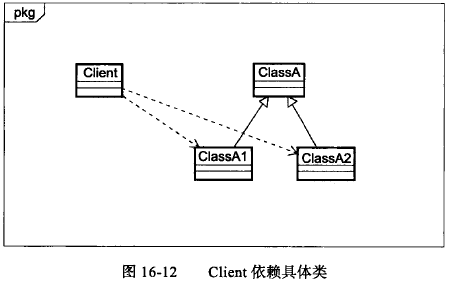 pkg
Client
ClassA
ClassA1
ClassA2
图 16-12 Client 依赖具体类